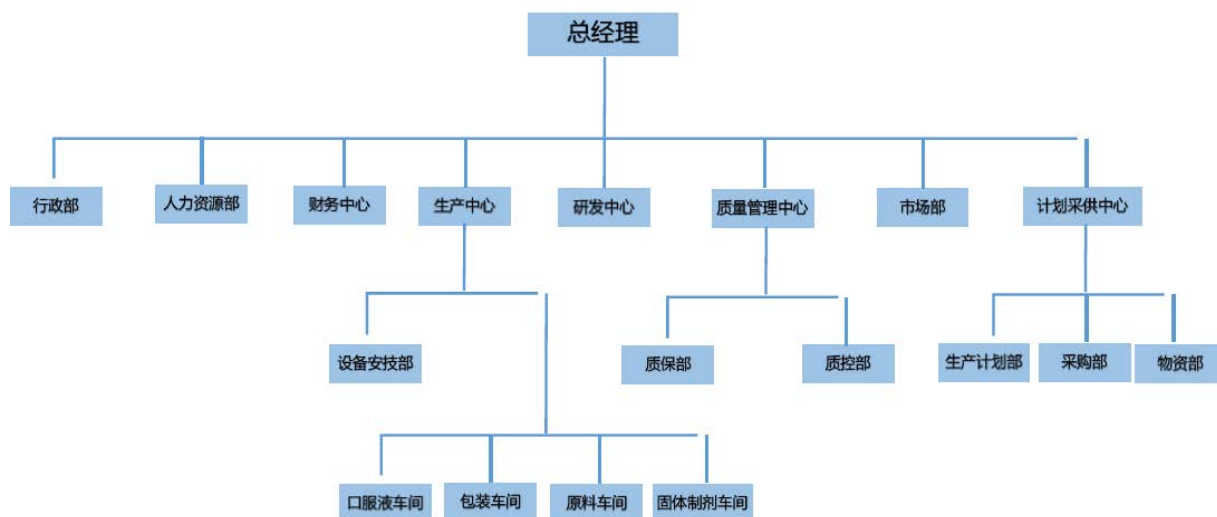 总经理
行政部
人力资源部
财务中心
生产中心
研发中心
质量管理中心
市场部
计划采供中心
设备安技部
质保部
质控部
生产计划部
采购部
物资部
口服液车间
包装车间
原料车间
固体制剂车间